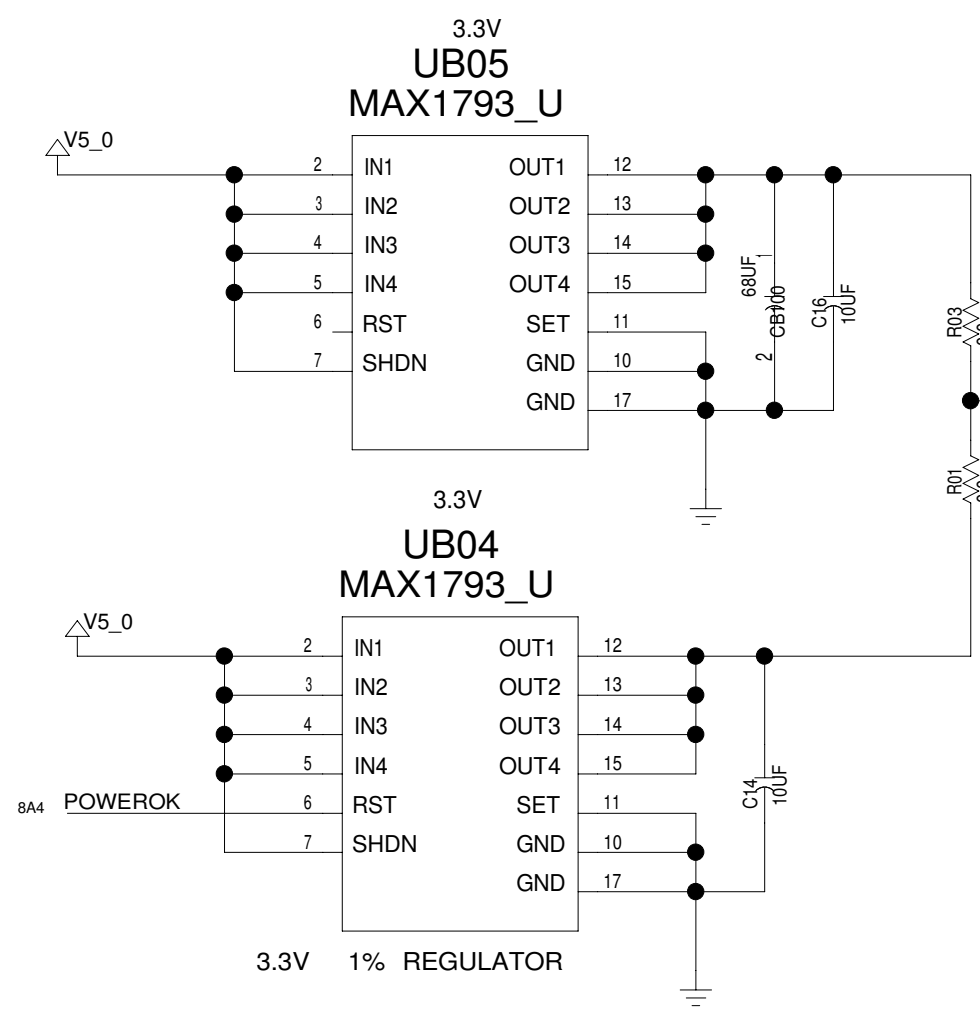 3.3V
UB05
MAX1793_U
V5_0
2 IN1 OUT1 12
3 IN2 OUT2 13
4 IN3 OUT3 14
5 IN4 OUT4 15
6 RST SET 11
7 SHDN GND 10
GND 17
68UF
1
CB100
2
C16
10UF
R03
R01
3.3V
UB04
MAX1793_U
V5_0
2 IN1 OUT1 12
3 IN2 OUT2 13
4 IN3 OUT3 14
5 IN4 OUT4 15
8A4 POWEROK 6 RST SET 11
7 SHDN GND 10
GND 17
C14
10UF
3.3V 1% REGULATOR